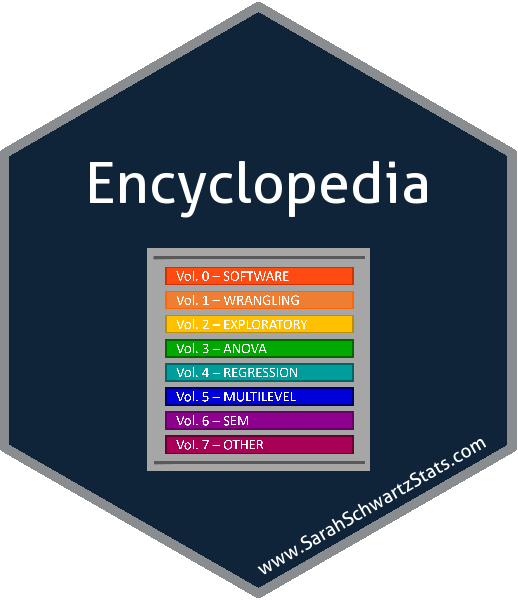 Encyclopedia
Vol. 0 – SOFTWARE
Vol. 1 – WRANGLING
Vol. 2 – EXPLORATORY
Vol. 3 – ANOVA
Vol. 4 – REGRESSION
Vol. 5 – MULTILEVEL
Vol. 6 – SEM
Vol. 7 – OTHER
www.SarahSchwartzStats.com